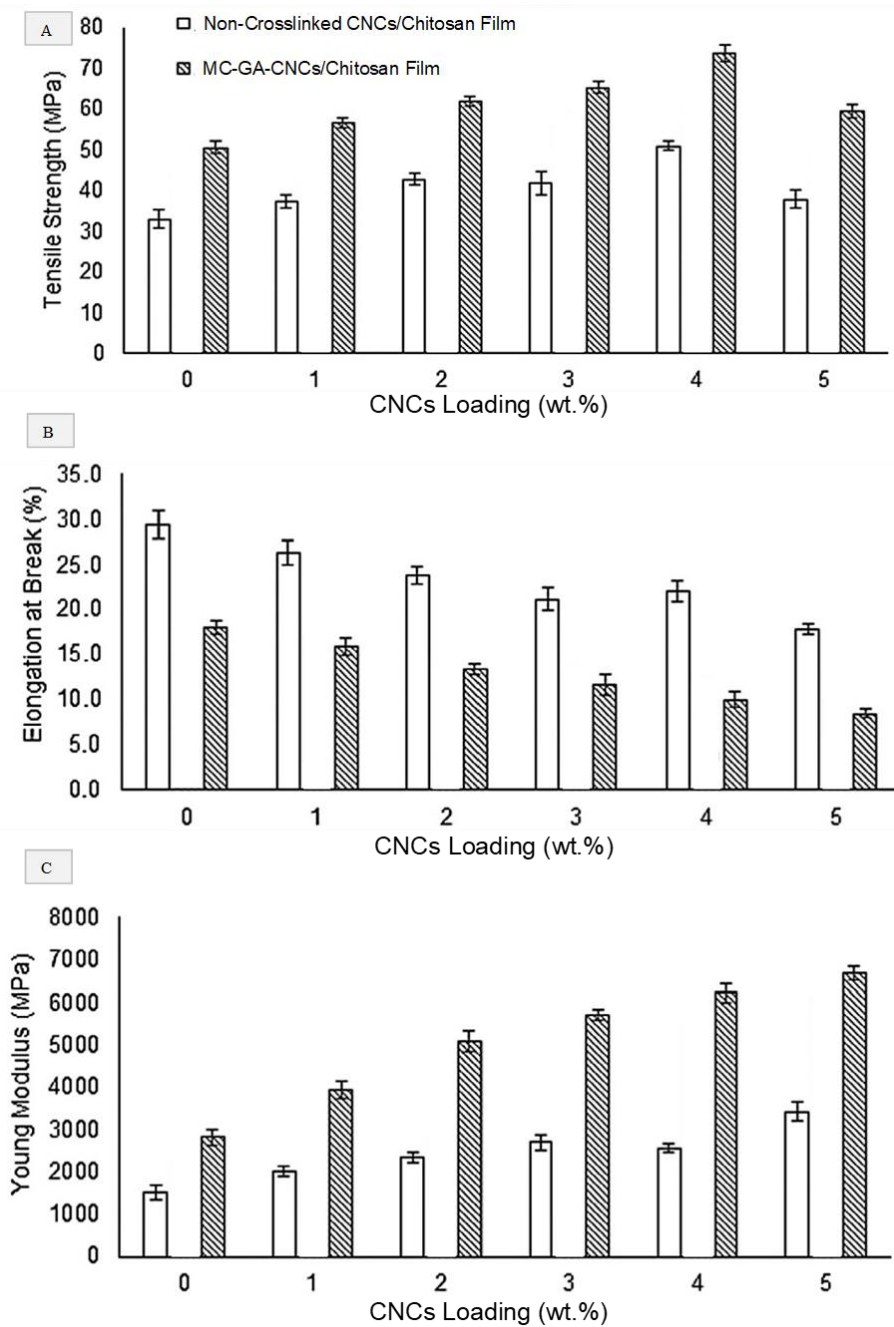 A
Non-Crosslinked CNCs/Chitosan Film
MC-GA-CNCs/Chitosan Film
Tensile Strength (MPa)
80
70
60
50
40
30
20
10
0
0 1 2 3 4 5
CNCs Loading (wt.%)
B
Elongation at Break (%)
35.0
30.0
25.0
20.0
15.0
10.0
5.0
0.0
0 1 2 3 4 5
CNCs Loading (wt.%)
C
Young Modulus (MPa)
8000
7000
6000
5000
4000
3000
2000
1000
0
0 1 2 3 4 5
CNCs Loading (wt.%)